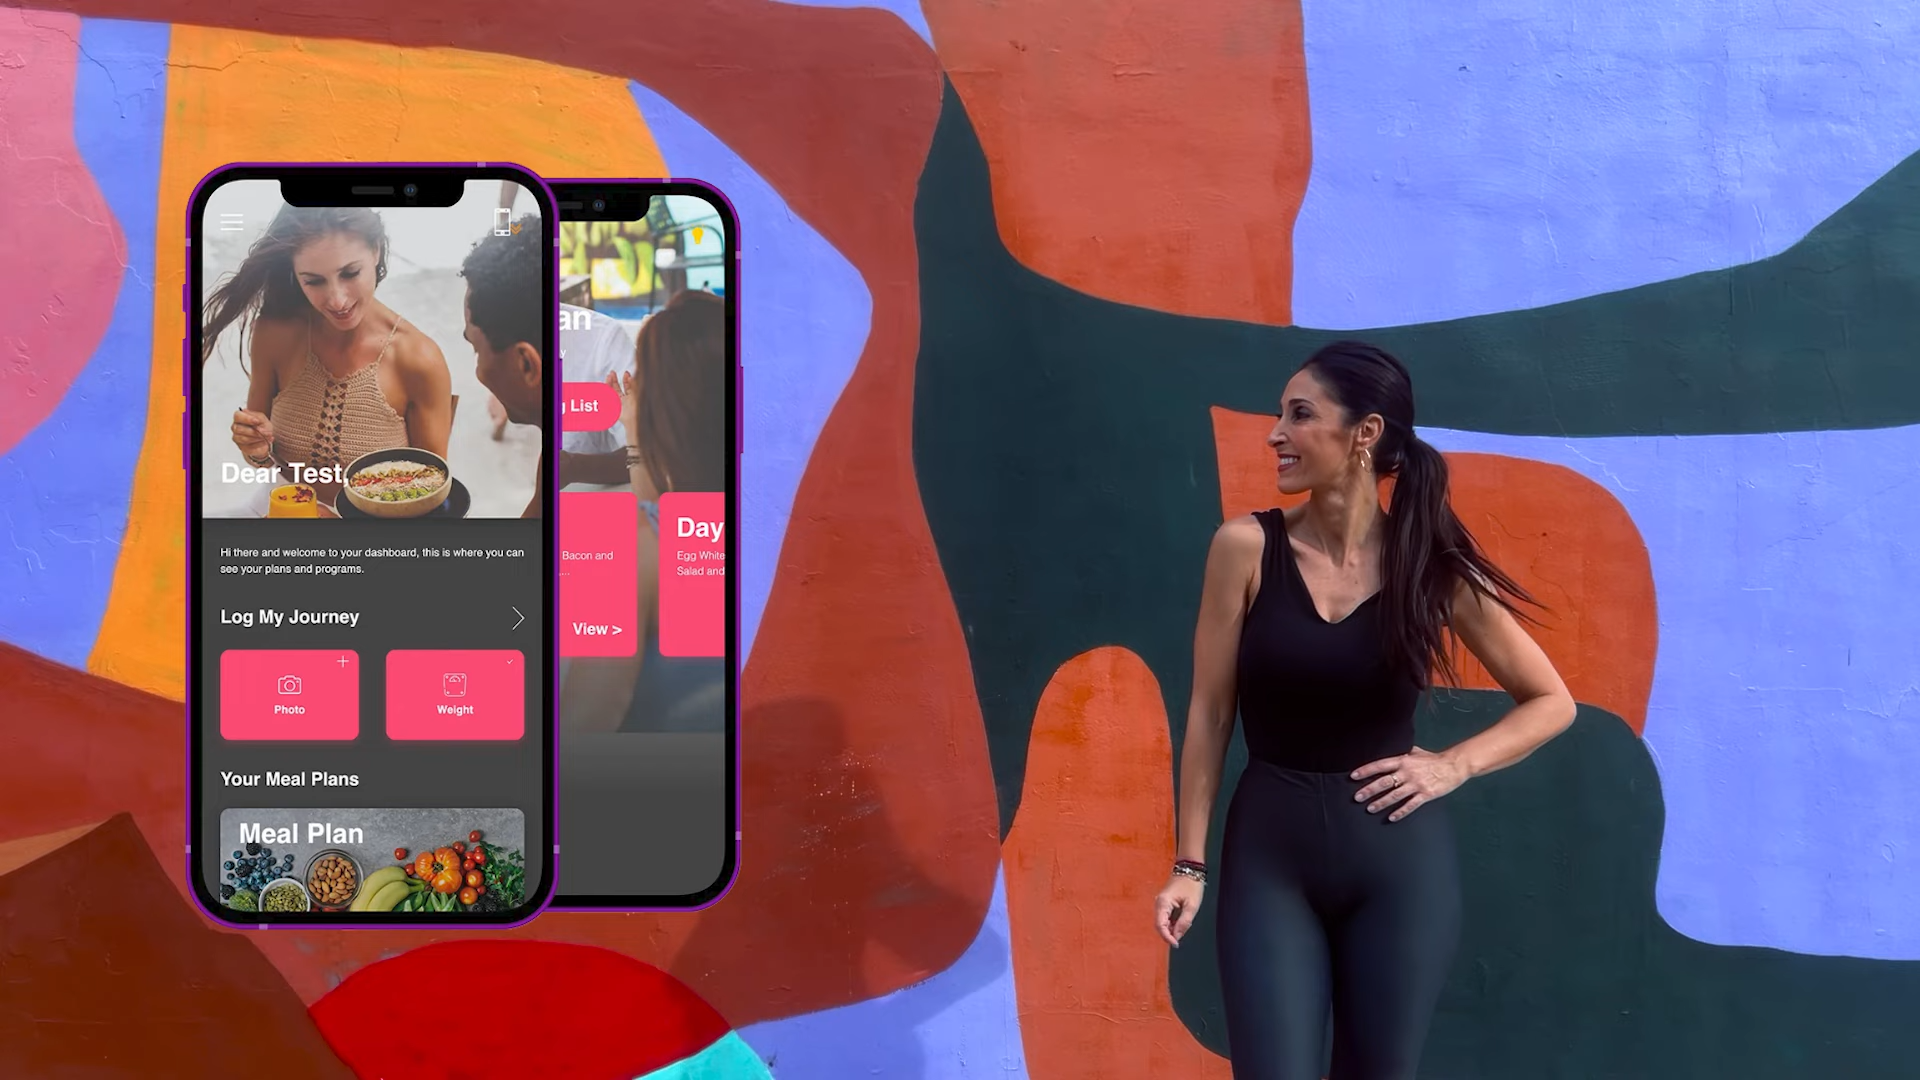 Dear Test,
Hi there and welcome to your dashboard, this is where you can
see your plans and programs.
Log My Journey
Photo
Weight
Your Meal Plans
Meal Plan
List
Bacon and
View >
Day
Egg White
Salad and